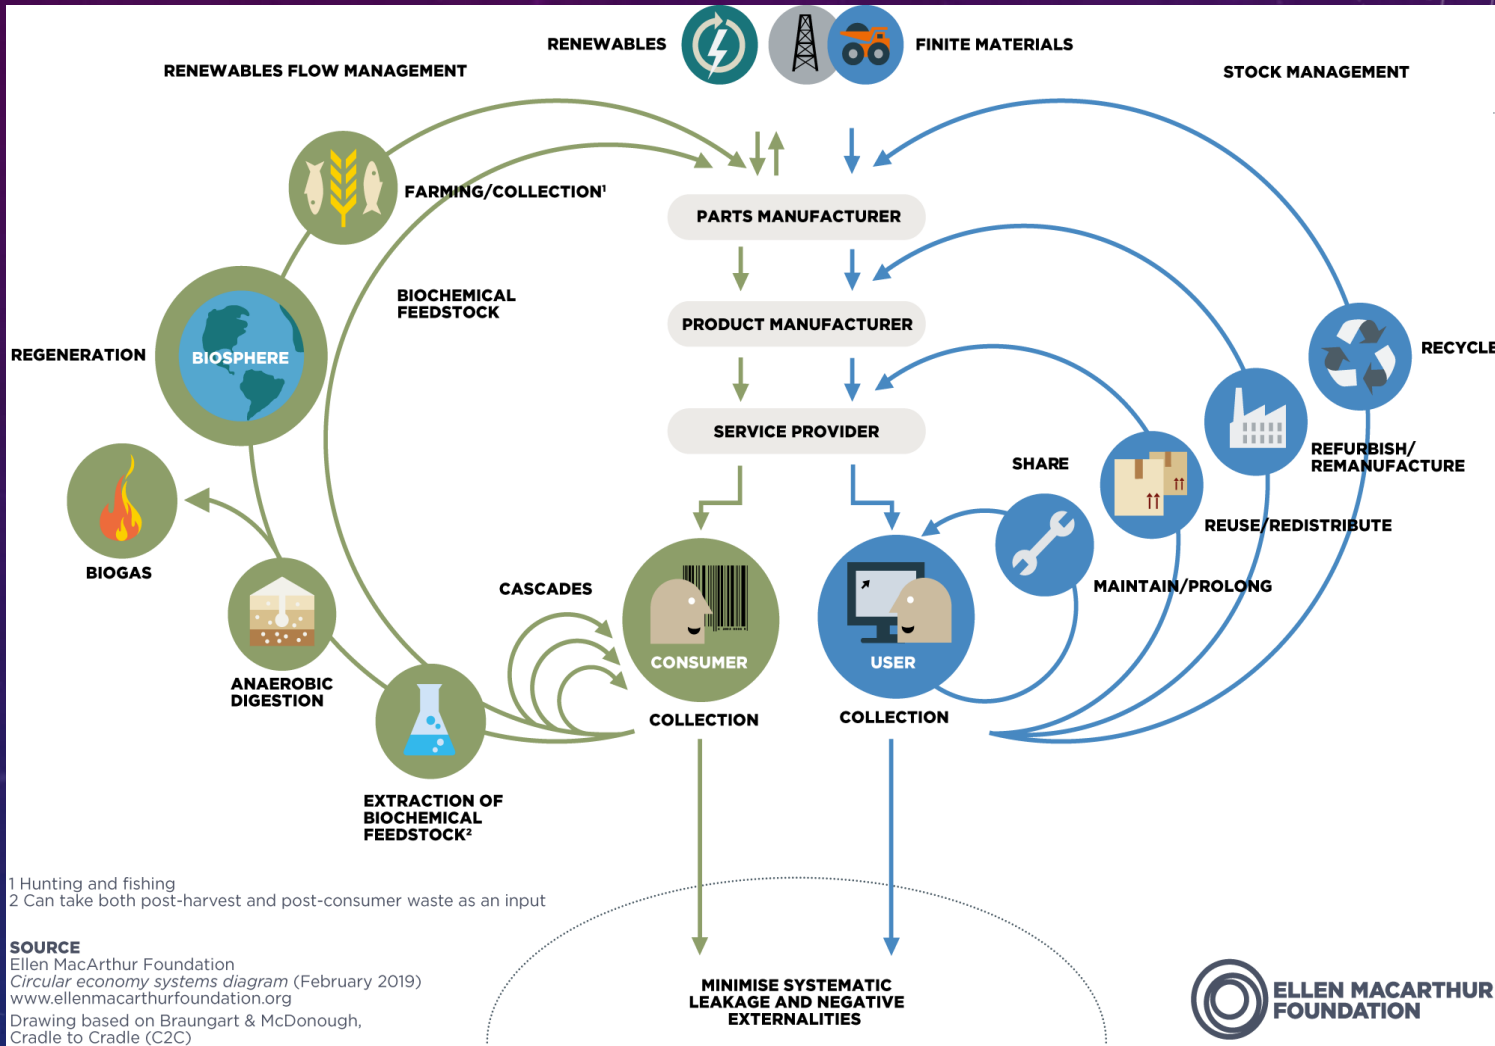 RENEWABLES
FINITE MATERIALS
RENEWABLES FLOW MANAGEMENT
STOCK MANAGEMENT
FARMING/COLLECTION¹
PARTS MANUFACTURER
BIOCHEMICAL
FEEDSTOCK
PRODUCT MANUFACTURER
REGENERATION
BIOSPHERE
RECYCLE
SERVICE PROVIDER
SHARE
REFURBISH/
REMANUFACTURE
REUSE/REDISTRIBUTE
BIOGAS
CASCADES
MAINTAIN/PROLONG
CONSUMER
USER
ANAEROBIC
DIGESTION
COLLECTION
COLLECTION
EXTRACTION OF
BIOCHEMICAL
FEEDSTOCK²
1 Hunting and fishing
2 Can take both post-harvest and post-consumer waste as an input
SOURCE
Ellen MacArthur Foundation
Circular economy systems diagram (February 2019)
www.ellenmacarthurfoundation.org
Drawing based on Braungart & McDonough,
Cradle to Cradle (C2C)
MINIMISE SYSTEMATIC
LEAKAGE AND NEGATIVE
EXTERNALITIES
ELLEN MACARTHUR
FOUNDATION